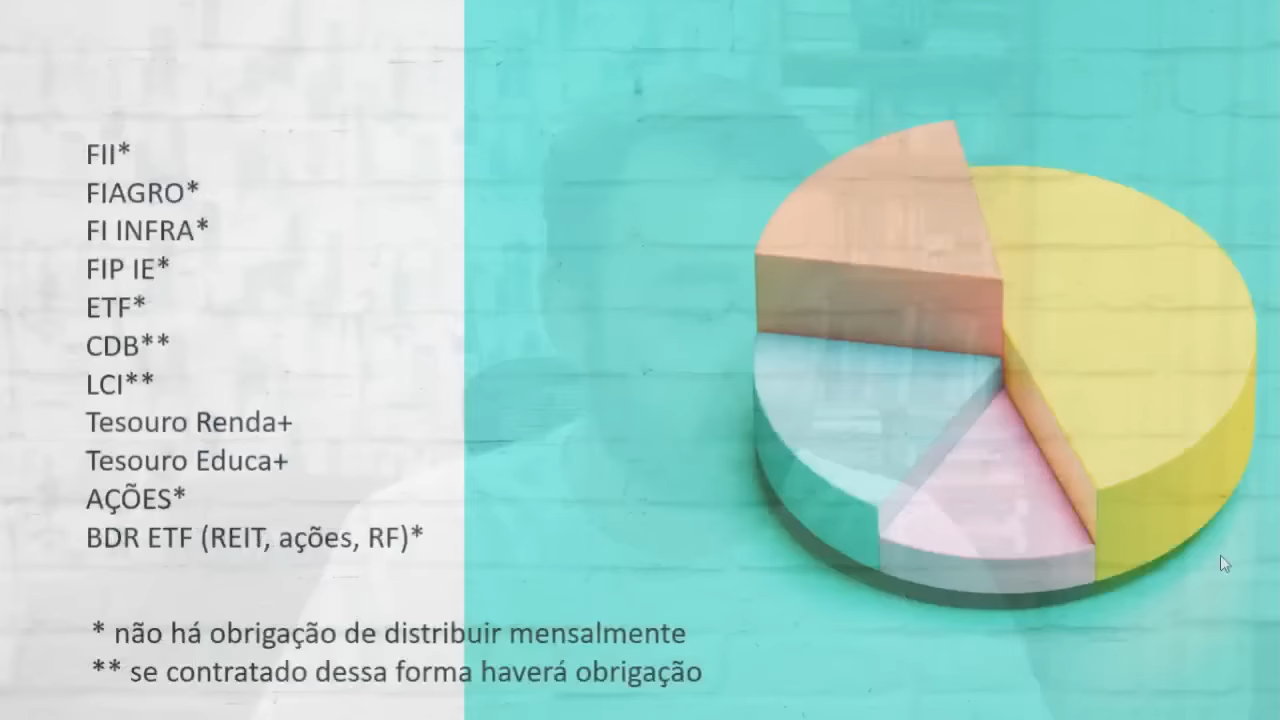 FII*
FIAGRO*
FI INFRA*
FIP IE*
ETF*
CDB**
LCI**
Tesouro Renda+
Tesouro Educa+
AÇÕES*
BDR ETF (REIT, ações, RF)*
* não há obrigação de distribuir mensalmente
** se contratado dessa forma haverá obrigação